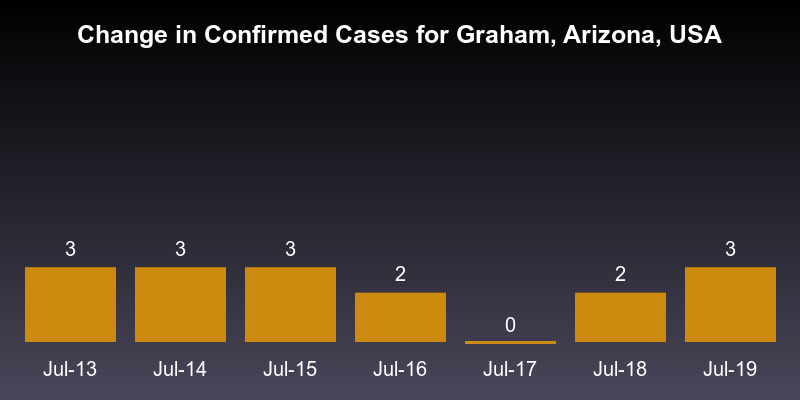 Change in Confirmed Cases for Graham, Arizona, USA
3 3 3 2 0 2 3
Jul-13 Jul-14 Jul-15 Jul-16 Jul-17 Jul-18 Jul-19